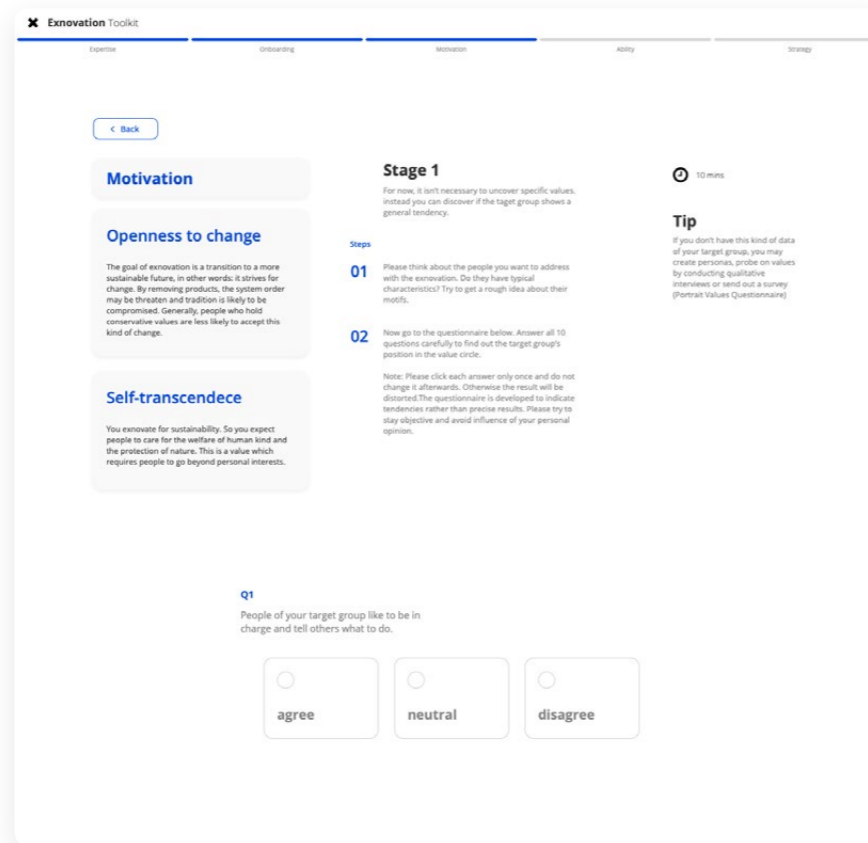 Exnovation Toolkit
Expertise
Onboarding
Motivation
Ability
Strategy
< Back
Motivation
Openness to change
The goal of exnovation is a transition to a more
sustainable future, in other words: it strives for
change. By removing products, the system order
may be threaten and tradition is likely to be
compromised. Generally, people who hold
conservative values are less likely to accept this
kind of change.
Self-transcendece
You exnovate for sustainability. So you expect
people to care for the welfare of human kind and
the protection of nature. This is a value which
requires people to go beyond personal interests.
Stage 1
For now, it isn't necessary to uncover specific values.
instead you can discover if the taget group shows a
general tendency.
Steps
01
Please think about the people you want to address
with the exnovation. Do they have typical
characteristics? Try to get a rough idea about their
motifs.
02
Now go to the questionnaire below. Answer all 10
questions carefully to find out the target group's
position in the value circle.
Note: Please click each answer only once and do not
change it afterwards. Otherwise the result will be
distorted.The questionnaire is developed to indicate
tendencies rather than precise results. Please try to
stay objective and avoid influence of your personal
opinion.
10 mins
Tip
If you don't have this kind of data
of your target group, you may
create personas, probe on values
by conducting qualitative
interviews or send out a survey
(Portrait Values Questionnaire)
Q1
People of your target group like to be in
charge and tell others what to do.
agree
neutral
disagree